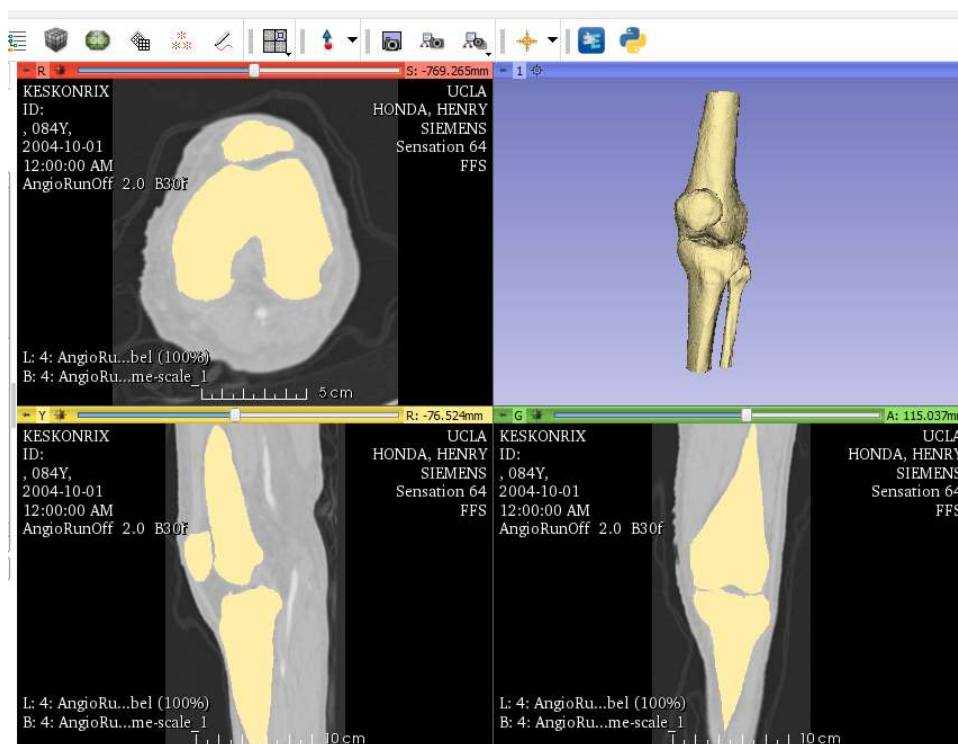 R
S: -769.265mm
1
KESKONRIX
ID:
, 084Y,
2004-10-01
12:00:00 AM
AngioRunOff 2.0 B30f
UCLA
HONDA, HENRY
SIEMENS
Sensation 64
FFS
L: 4: AngioRu...bel (100%)
B: 4: AngioRu...me-scale_1
5 cm
Y
R: -76.524mm
KESKONRIX
ID:
, 084Y,
2004-10-01
12:00:00 AM
AngioRunOff 2.0 B30f
UCLA
HONDA, HENRY
SIEMENS
Sensation 64
FFS
L: 4: AngioRu...bel (100%)
B: 4: AngioRu...me-scale_1
10 cm
G
A: 115.037m
KESKONRIX
ID:
, 084Y,
2004-10-01
12:00:00 AM
AngioRunOff 2.0 B30f
UCLA
HONDA, HENRY
SIEMENS
Sensation 64
FFS
L: 4: AngioRu...bel (100%)
B: 4: AngioRu...me-scale_1
10 cm